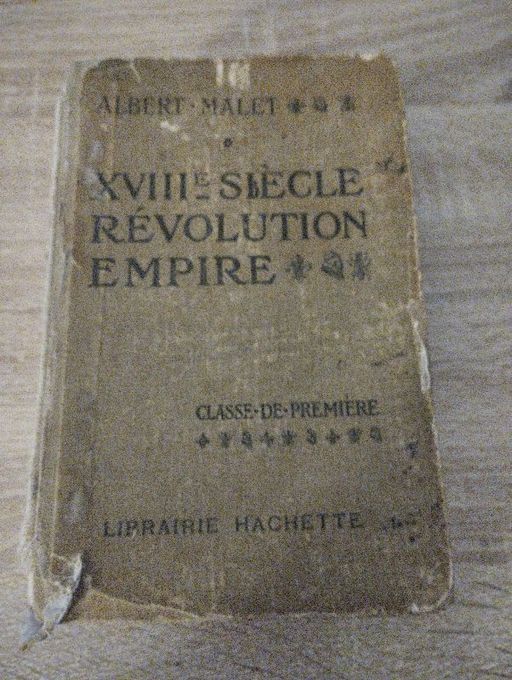 ALBERT·MALET
XVIIIE SIÈCLE
RÉVOLUTION
EMPIRE
CLASSE·DE·PREMIÈRE
LIBRAIRIE HACHETTE